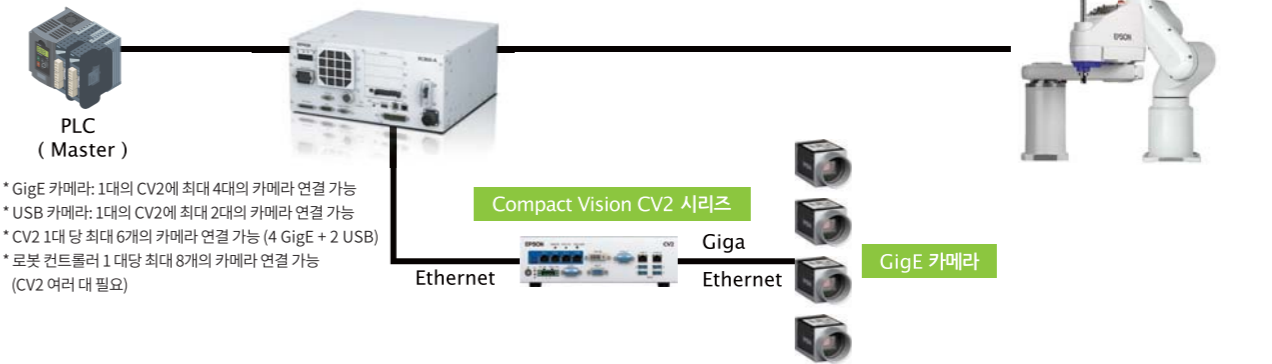 EPSON
PLC
( Master )
* GigE 카메라: 1대의 CV2에 최대 4대의 카메라 연결 가능
* USB 카메라: 1대의 CV2에 최대 2대의 카메라 연결 가능
* CV2 1대 당 최대 6개의 카메라 연결 가능 (4 GigE + 2 USB)
* 로봇 컨트롤러 1 대당 최대 8개의 카메라 연결 가능
(CV2 여러 대 필요)
Compact Vision CV2 시리즈
EPSON
CV2
Ethernet
Giga
Ethernet
GigE 카메라